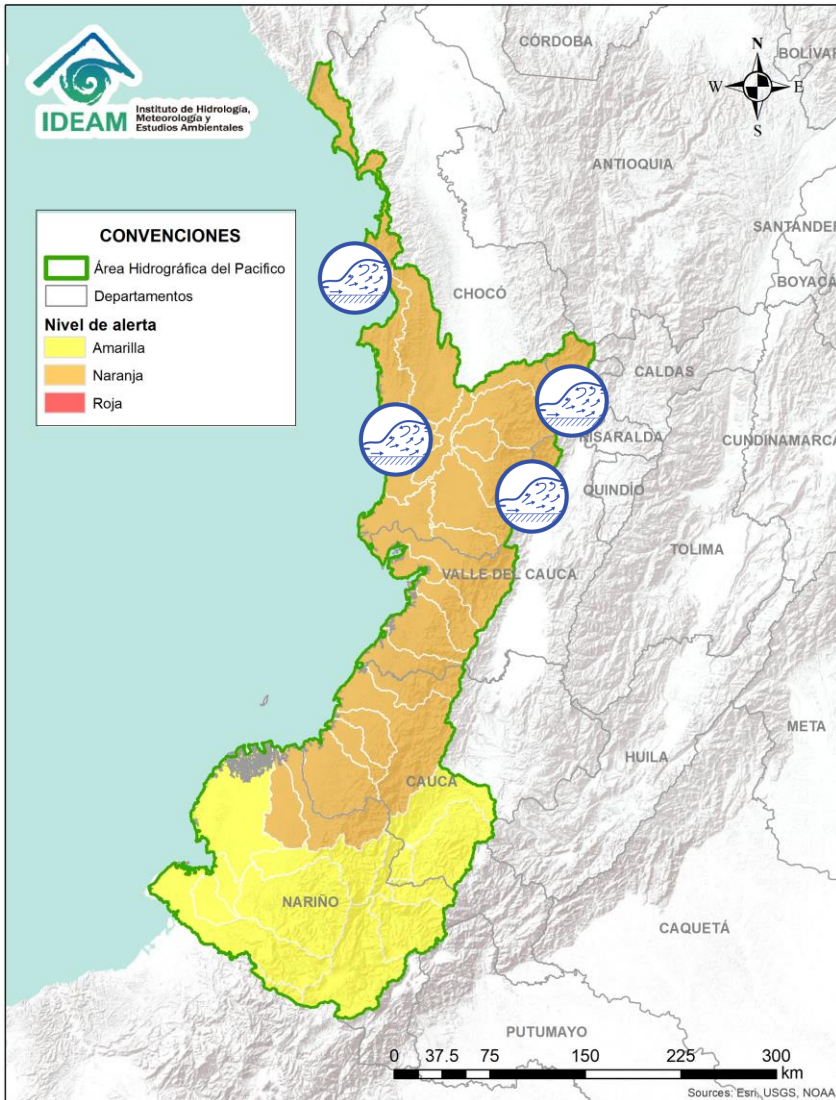 IDEAM
Instituto de Hidrología,
Meteorología y
Estudios Ambientales
CÓRDOBA
BOLÍVAR
N
W
E
S
ANTIOQUIA
SANTANDER
CONVENCIONES
Área Hidrográfica del Pacifico
Departamentos
Nivel de alerta
Amarilla
Naranja
Roja
BOYACÁ
CHOCÓ
CALDAS
RISARALDA
CUNDINAMARCA
QUINDÍO
TOLIMA
VALLE DEL CAUCA
META
HUILA
CAUCA
NARIÑO
CAQUETÁ
PUTUMAYO
0 37.5 75 150 225 300
km
Sources: Esri, USGS, NOAA